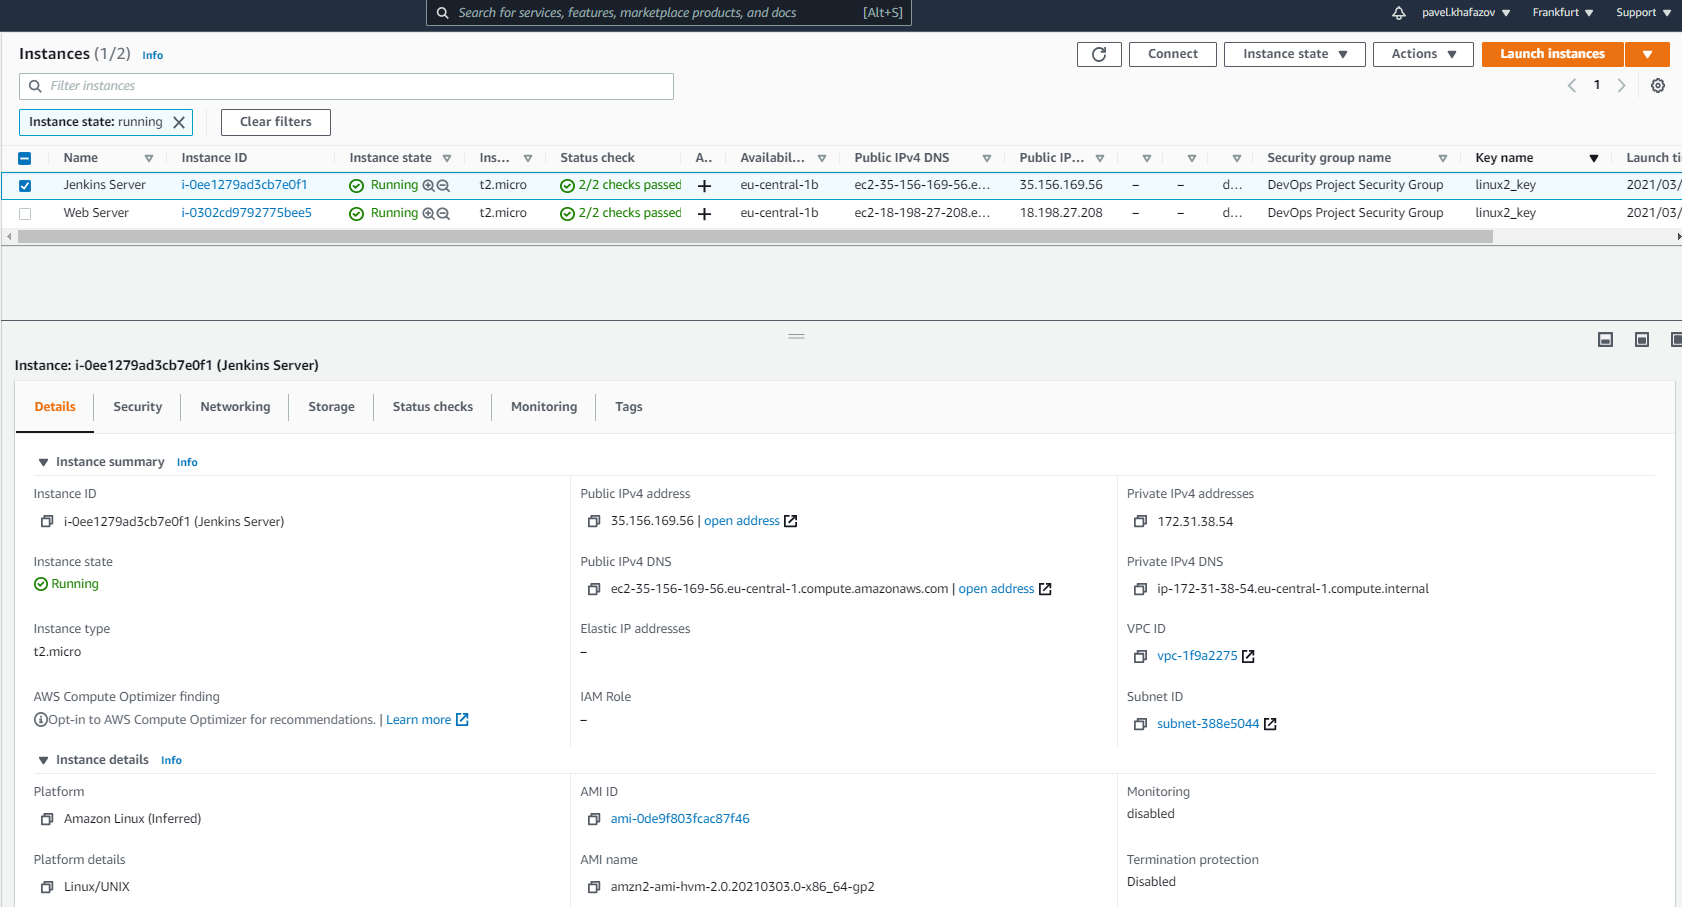 Search for services, features, marketplace products, and docs [Alt+S] pavel.khafazov Frankfurt Support
Instances (1/2) Info Connect Instance state Actions Launch instances
Filter instances 1
Instance state: running Clear filters
Name Instance ID Instance state Ins... Status check A.. Availabil... Public IPv4 DNS Public IP... Security group name Key name Launch ti
Jenkins Server i-0ee1279ad3cb7e0f1 Running t2.micro 2/2 checks passed eu-central-1b ec2-35-156-169-56.e... 35.156.169.56 – – d... DevOps Project Security Group linux2_key 2021/03/
Web Server i-0302cd9792775bee5 Running t2.micro 2/2 checks passed eu-central-1b ec2-18-198-27-208.e... 18.198.27.208 – – d... DevOps Project Security Group linux2_key 2021/03/
Instance: i-0ee1279ad3cb7e0f1 (Jenkins Server)
Details Security Networking Storage Status checks Monitoring Tags
Instance summary Info
Instance ID Public IPv4 address Private IPv4 addresses
i-0ee1279ad3cb7e0f1 (Jenkins Server) 35.156.169.56 | open address 172.31.38.54
Instance state Public IPv4 DNS Private IPv4 DNS
Running ec2-35-156-169-56.eu-central-1.compute.amazonaws.com | open address ip-172-31-38-54.eu-central-1.compute.internal
Instance type Elastic IP addresses VPC ID
t2.micro – vpc-1f9a2275
AWS Compute Optimizer finding IAM Role Subnet ID
Opt-in to AWS Compute Optimizer for recommendations. | Learn more – subnet-388e5044
Instance details Info
Platform AMI ID Monitoring
Amazon Linux (Inferred) ami-0de9f803fcac87f46 disabled
Platform details AMI name Termination protection
Linux/UNIX amzn2-ami-hvm-2.0.20210303.0-x86_64-gp2 Disabled